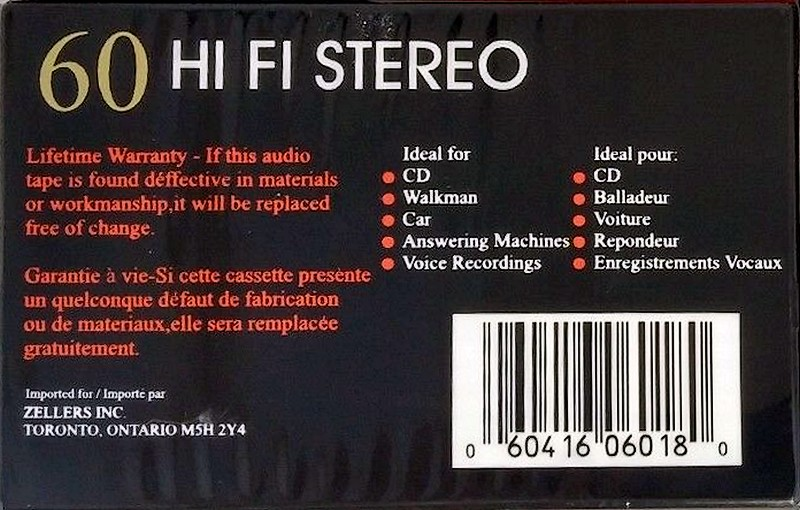 60 HI FI STEREO
Lifetime Warranty - If this audio
tape is found déffective in materials
or workmanship,it will be replaced
free of change.
Garantie à vie-Si cette cassette presènte
un quelconque défaut de fabrication
ou de materiaux,elle sera remplacée
gratuitement.
Ideal for
CD
Walkman
Car
Answering Machines
Voice Recordings
Ideal pour:
CD
Balladeur
Voiture
Repondeur
Enregistrements Vocaux
Imported for / Importé par
ZELLERS INC.
TORONTO, ONTARIO M5H 2Y4
0 60416 06018 0